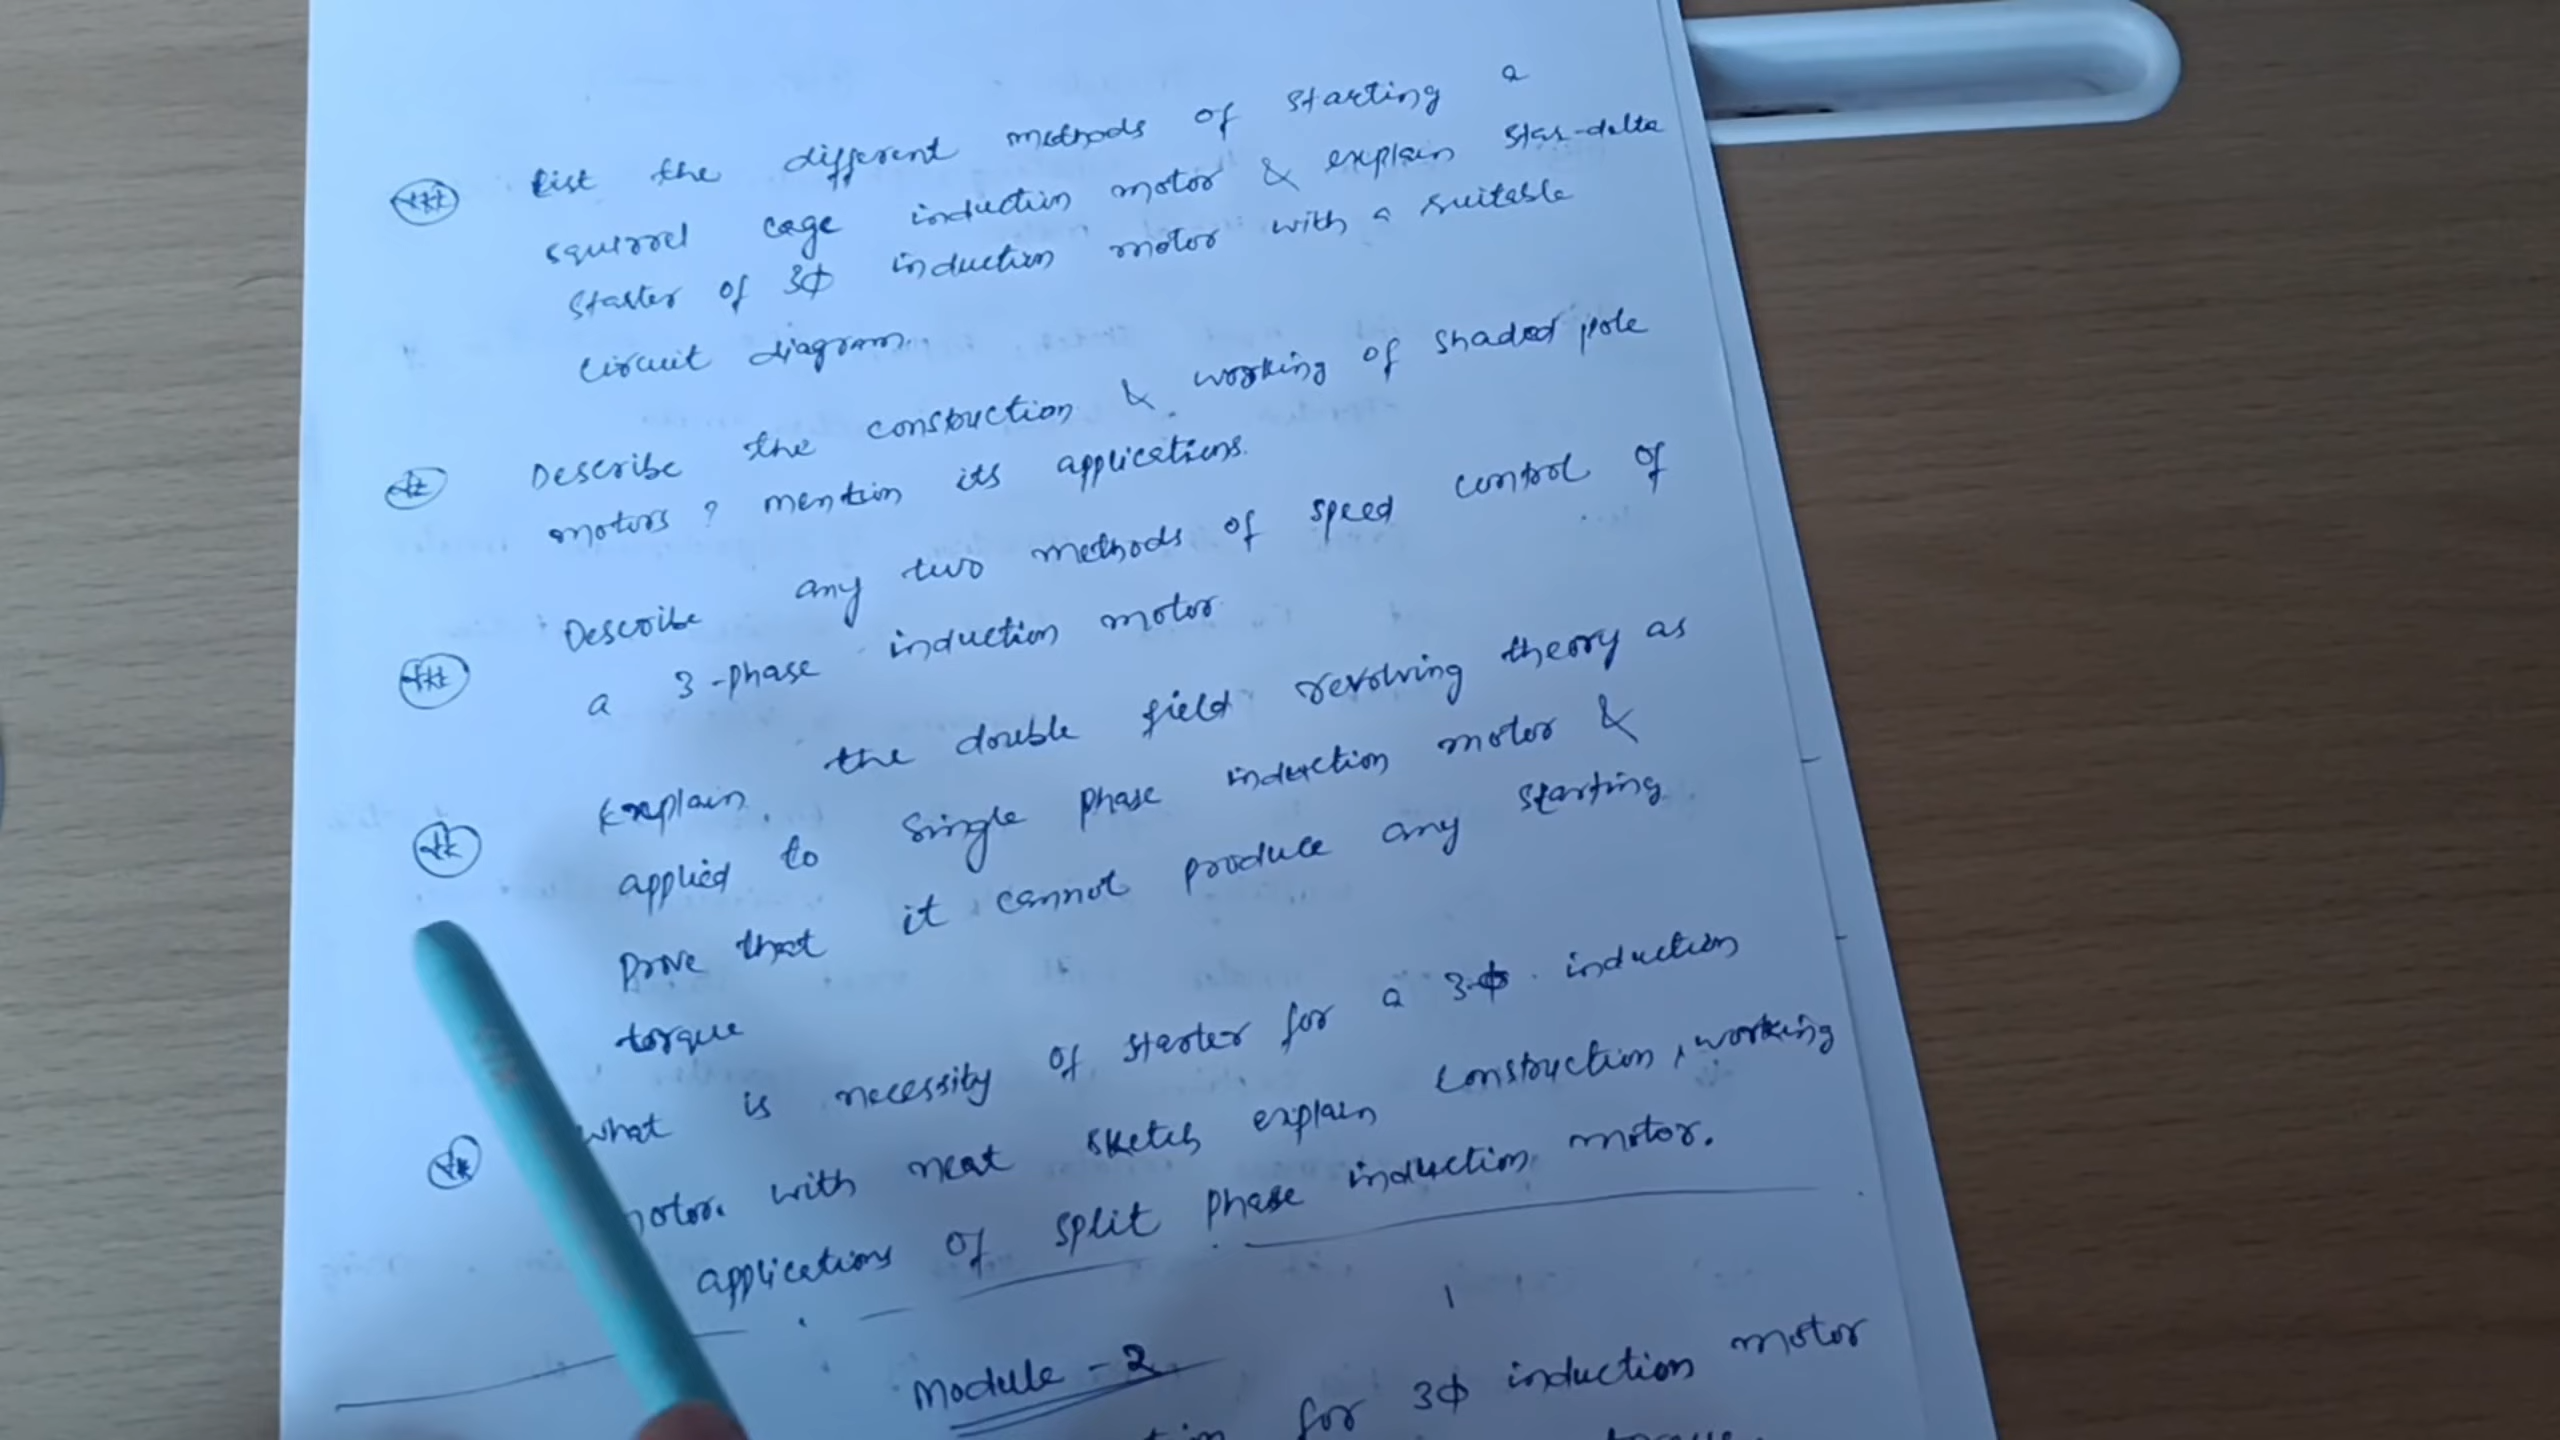 *** List the different methods of starting a
squirrel cage induction motor & explain star-delta
starter of 3ϕ induction motor with a suitable
circuit diagram.
** Describe the construction & working of shaded pole
motors? mention its applications.
*** Describe any two methods of speed control of
a 3-phase induction motor
** Explain the double field revolving theory as
applied to single phase induction motor &
prove that it cannot produce any starting
torque
** what is necessity of starter for a 3-ϕ induction
motor. with neat sketch explain construction, working
applications of split phase induction motor.
Module - 2
for 3ϕ induction motor